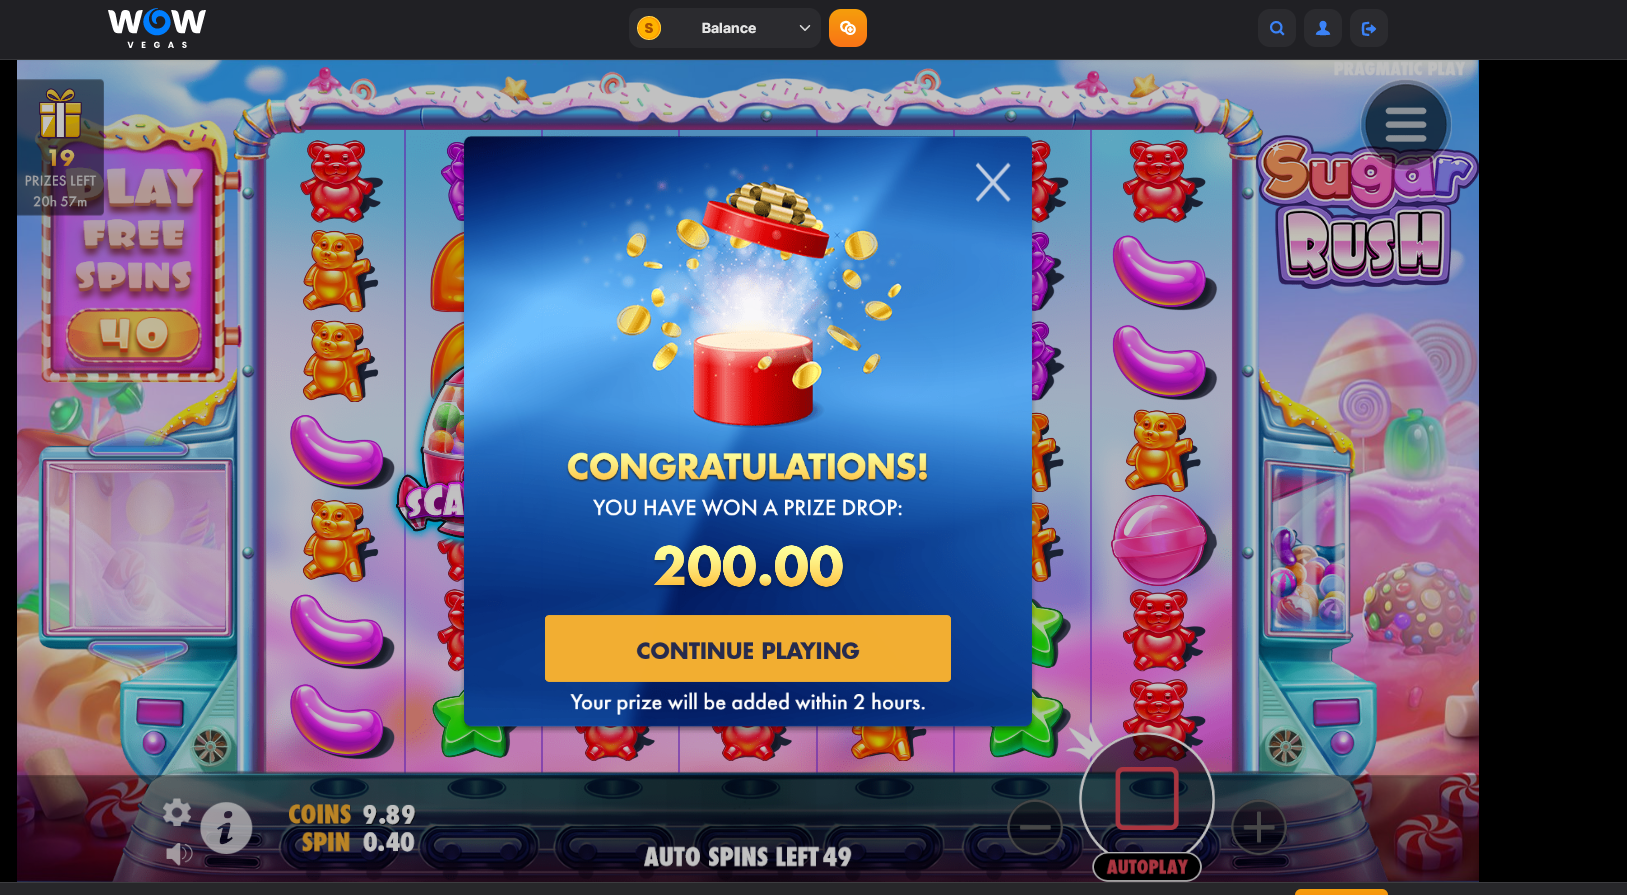 WOW
VEGAS
S
Balance
PRAGMATIC PLAY
19
PRIZES LEFT
20h 57m
PLAY
FREE
SPINS
40
Sugar
RUSH
SCA
CONGRATULATIONS!
YOU HAVE WON A PRIZE DROP:
200.00
CONTINUE PLAYING
Your prize will be added within 2 hours.
COINS 9.89
SPIN 0.40
AUTO SPINS LEFT 49
AUTOPLAY